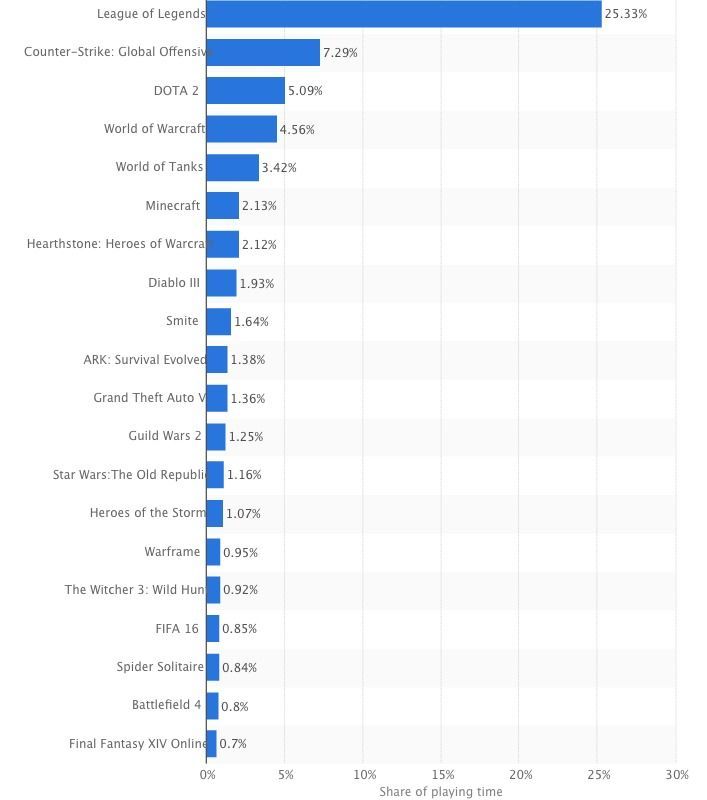 League of Legends 25.33%
Counter-Strike: Global Offensiv 7.29%
DOTA 2 5.09%
World of Warcraft 4.56%
World of Tanks 3.42%
Minecraft 2.13%
Hearthstone: Heroes of Warcra 2.12%
Diablo III 1.93%
Smite 1.64%
ARK: Survival Evolved 1.38%
Grand Theft Auto V 1.36%
Guild Wars 2 1.25%
Star Wars:The Old Republi 1.16%
Heroes of the Storm 1.07%
Warframe 0.95%
The Witcher 3: Wild Hun 0.92%
FIFA 16 0.85%
Spider Solitaire 0.84%
Battlefield 4 0.8%
Final Fantasy XIV Online 0.7%
0% 5% 10% 15% 20% 25% 30%
Share of playing time